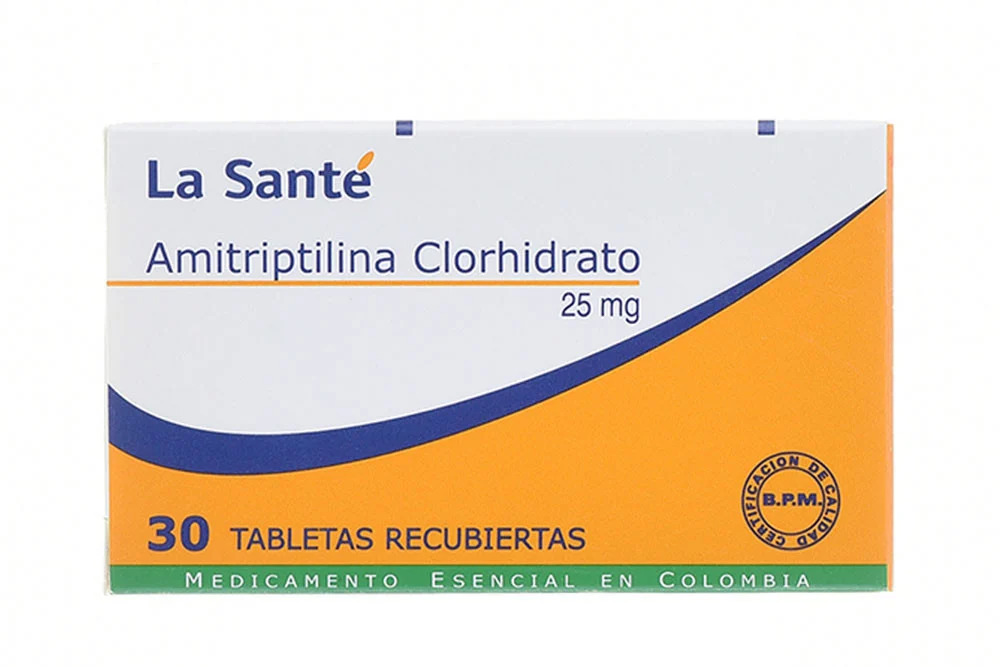 La Santé
Amitriptilina Clorhidrato
25 mg
CERTIFICACION DE CALIDAD
B.P.M.
30 TABLETAS RECUBIERTAS
MEDICAMENTO ESENCIAL EN COLOMBIA